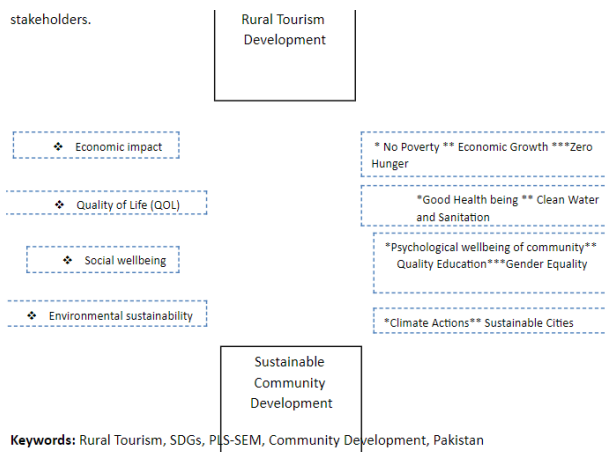 stakeholders.
Rural Tourism
Development
❖ Economic impact
* No Poverty ** Economic Growth ***Zero
Hunger
❖ Quality of Life (QOL)
*Good Health being ** Clean Water
and Sanitation
❖ Social wellbeing
*Psychological wellbeing of community**
Quality Education***Gender Equality
❖ Environmental sustainability
*Climate Actions** Sustainable Cities
Sustainable
Community
Development
Keywords: Rural Tourism, SDGs, PLS-SEM, Community Development, Pakistan